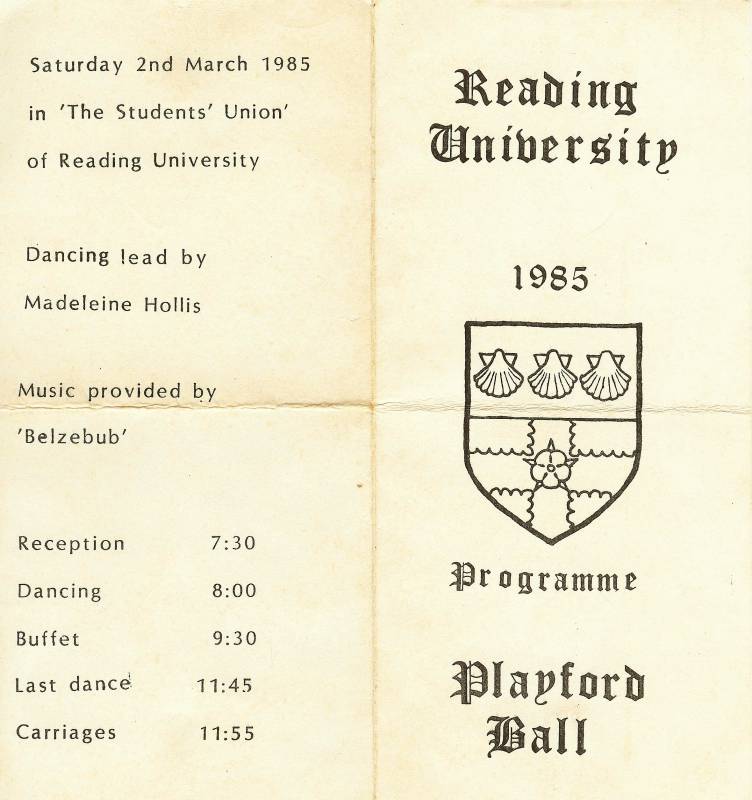 Saturday 2nd March 1985
in 'The Students' Union'
of Reading University
Dancing lead by
Madeleine Hollis
Music provided by
'Belzebub'
Reception 7:30
Dancing 8:00
Buffet 9:30
Last dance 11:45
Carriages 11:55
Reading
University
1985
Programme
Playford
Ball